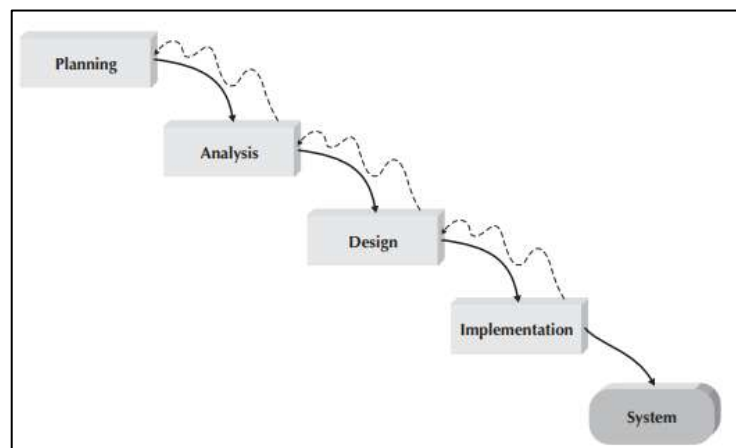 Planning
Analysis
Design
Implementation
System